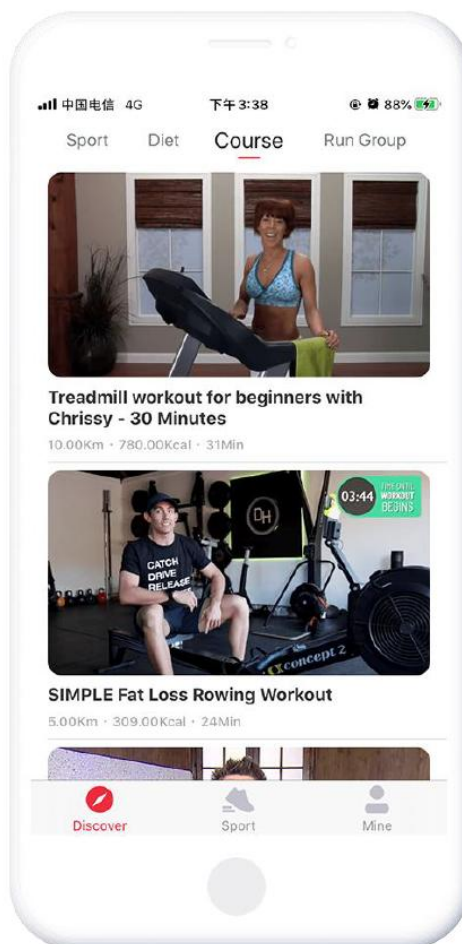 中国电信 4G 下午3:38 88%
Sport Diet Course Run Group
Treadmill workout for beginners with
Chrissy - 30 Minutes
10.00Km · 780.00Kcal · 31Min
03:44
TIME UNTIL
WORKOUT
BEGINS
DH
CATCH
DRIVE
RELEASE
concept 2
SIMPLE Fat Loss Rowing Workout
5.00Km · 309.00Kcal · 24Min
Discover Sport Mine